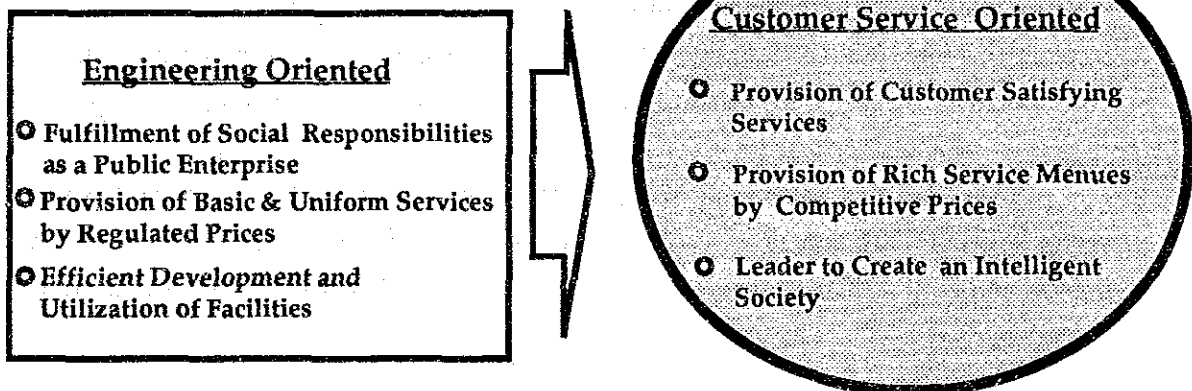 Engineering Oriented
○ Fulfillment of Social Responsibilities
as a Public Enterprise
○ Provision of Basic & Uniform Services
by Regulated Prices
○ Efficient Development and
Utilization of Facilities
Customer Service Oriented
○ Provision of Customer Satisfying
Services
○ Provision of Rich Service Menues
by Competitive Prices
○ Leader to Create an Intelligent
Society